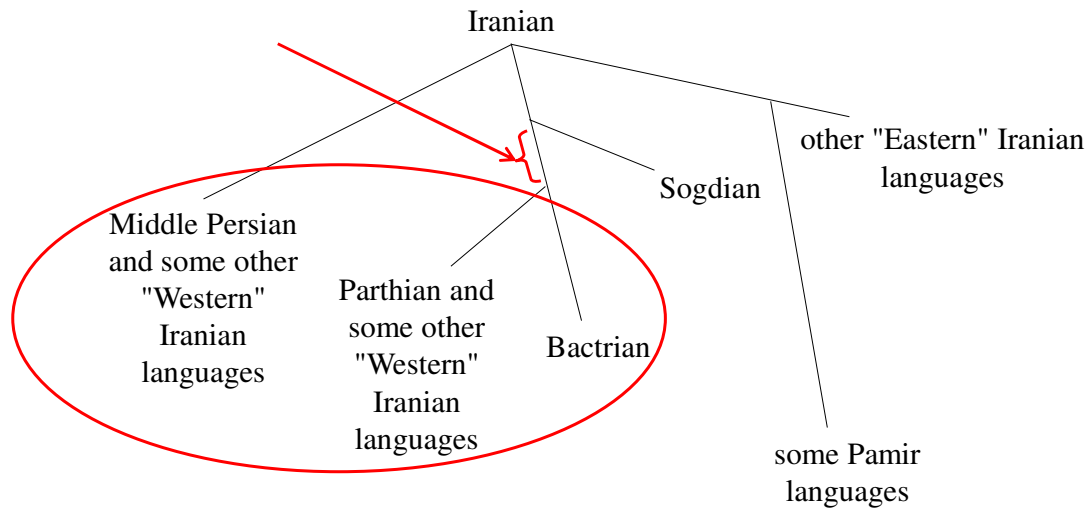 Iranian
other "Eastern" Iranian
languages
Sogdian
Middle Persian
and some other
"Western"
Iranian
languages
Parthian and
some other
"Western"
Iranian
languages
Bactrian
some Pamir
languages